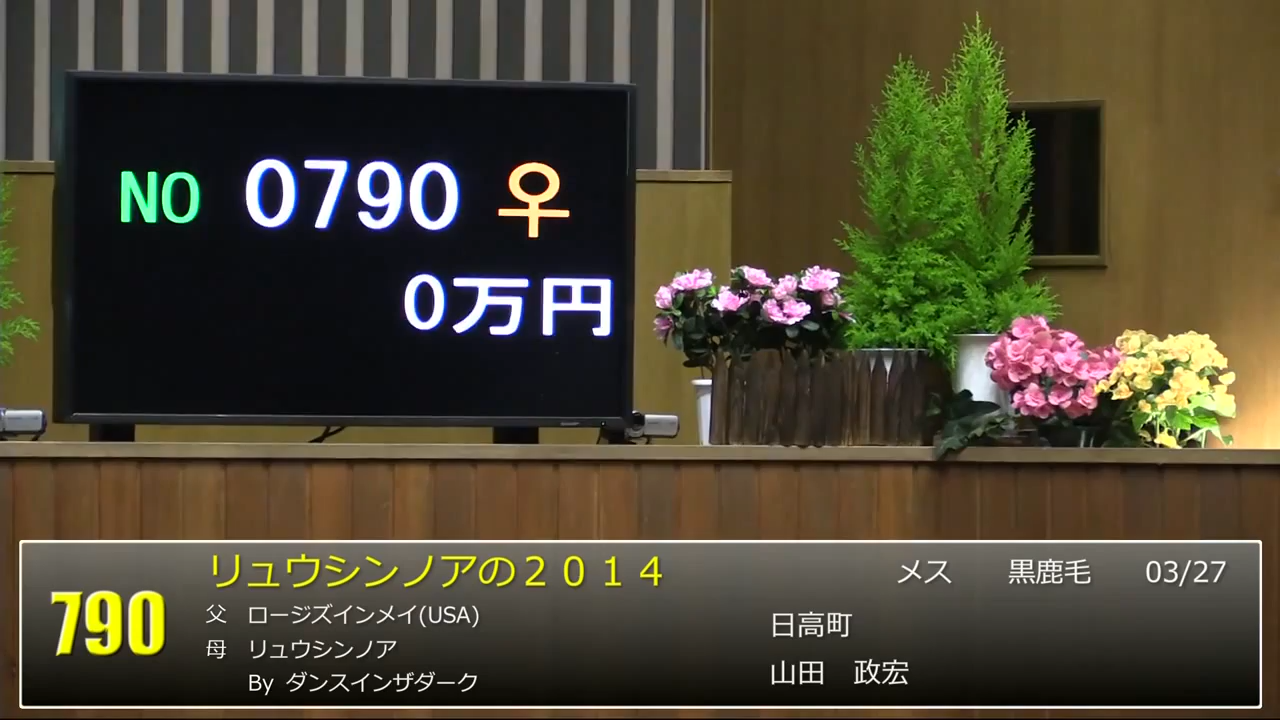 NO 0790 ♀
0万円
790
リュウシンノアの2014
メス 黒鹿毛 03/27
父 ロージズインメイ(USA)
母 リュウシンノア
By ダンスインザダーク
日高町
山田 政宏